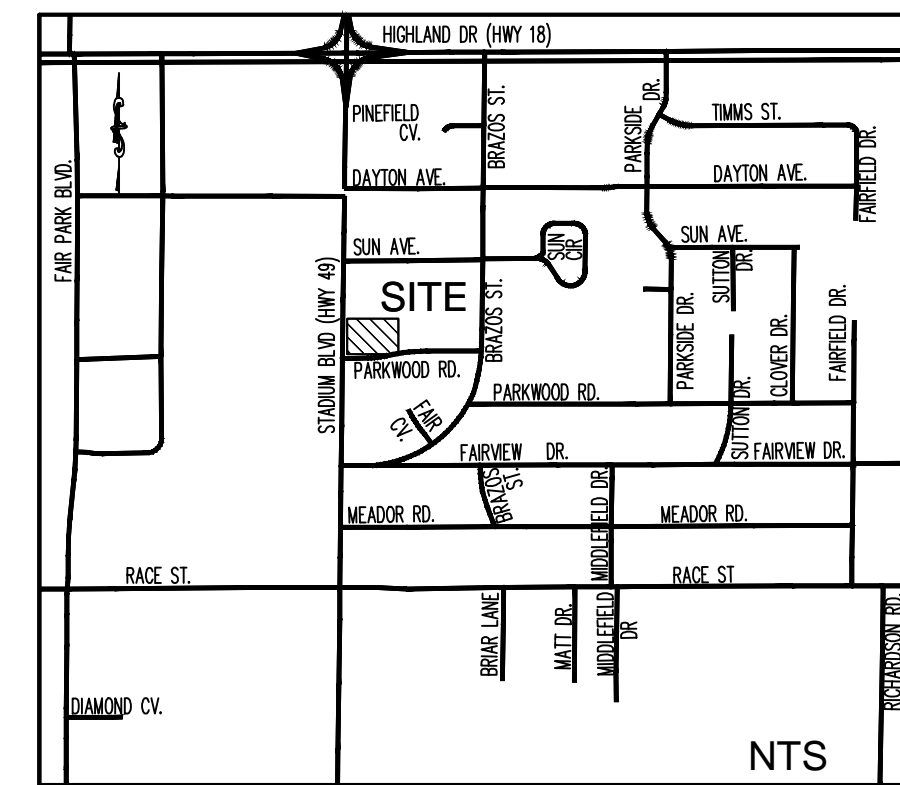 HIGHLAND DR (HWY 18)
PINEFIELD
CV.
BRAZOS ST.
PARKSIDE
DR.
TIMMS ST.
FAIRFIELD DR.
FAIR PARK BLVD.
DAYTON AVE.
DAYTON AVE.
SUN AVE.
SUN
CIR
SUN AVE.
SUTTON
DR.
STADIUM BLVD (HWY 49)
SITE
BRAZOS ST.
PARKSIDE DR.
CLOVER DR.
FAIRFIELD DR.
PARKWOOD RD.
PARKWOOD RD.
FAIR
CV.
SUTTON DR.
FAIRVIEW DR.
FAIRVIEW DR.
BRAZOS
ST.
MIDDLEFIELD DR.
MEADOR RD.
MEADOR RD.
RACE ST.
RACE ST
BRIAR LANE
MATT DR.
MIDDLEFIELD
DR
RICHARDSON RD.
DIAMOND CV.
NTS